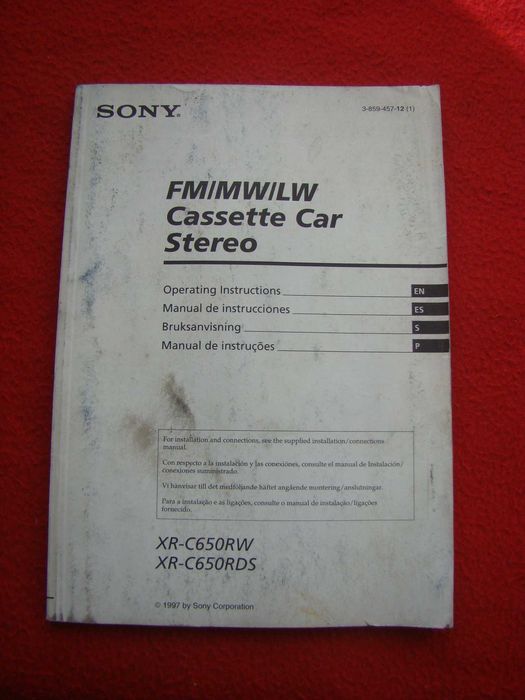 SONY®
3-859-457-12 (1)
FM/MW/LW
Cassette Car
Stereo
Operating Instructions EN
Manual de instrucciones ES
Bruksanvisning S
Manual de instruções P
For installation and connections, see the supplied installation/connections
manual.
Con respecto a la instalación y las conexiónes, consulte el manual de Instalación/
conexiones suministrado.
Vi hänvisar till det medföljande häftet angående montering/anslutningar.
Para a instalação e as ligações, consulte o manual de instalação/ligações
fornecido.
XR-C650RW
XR-C650RDS
© 1997 by Sony Corporation